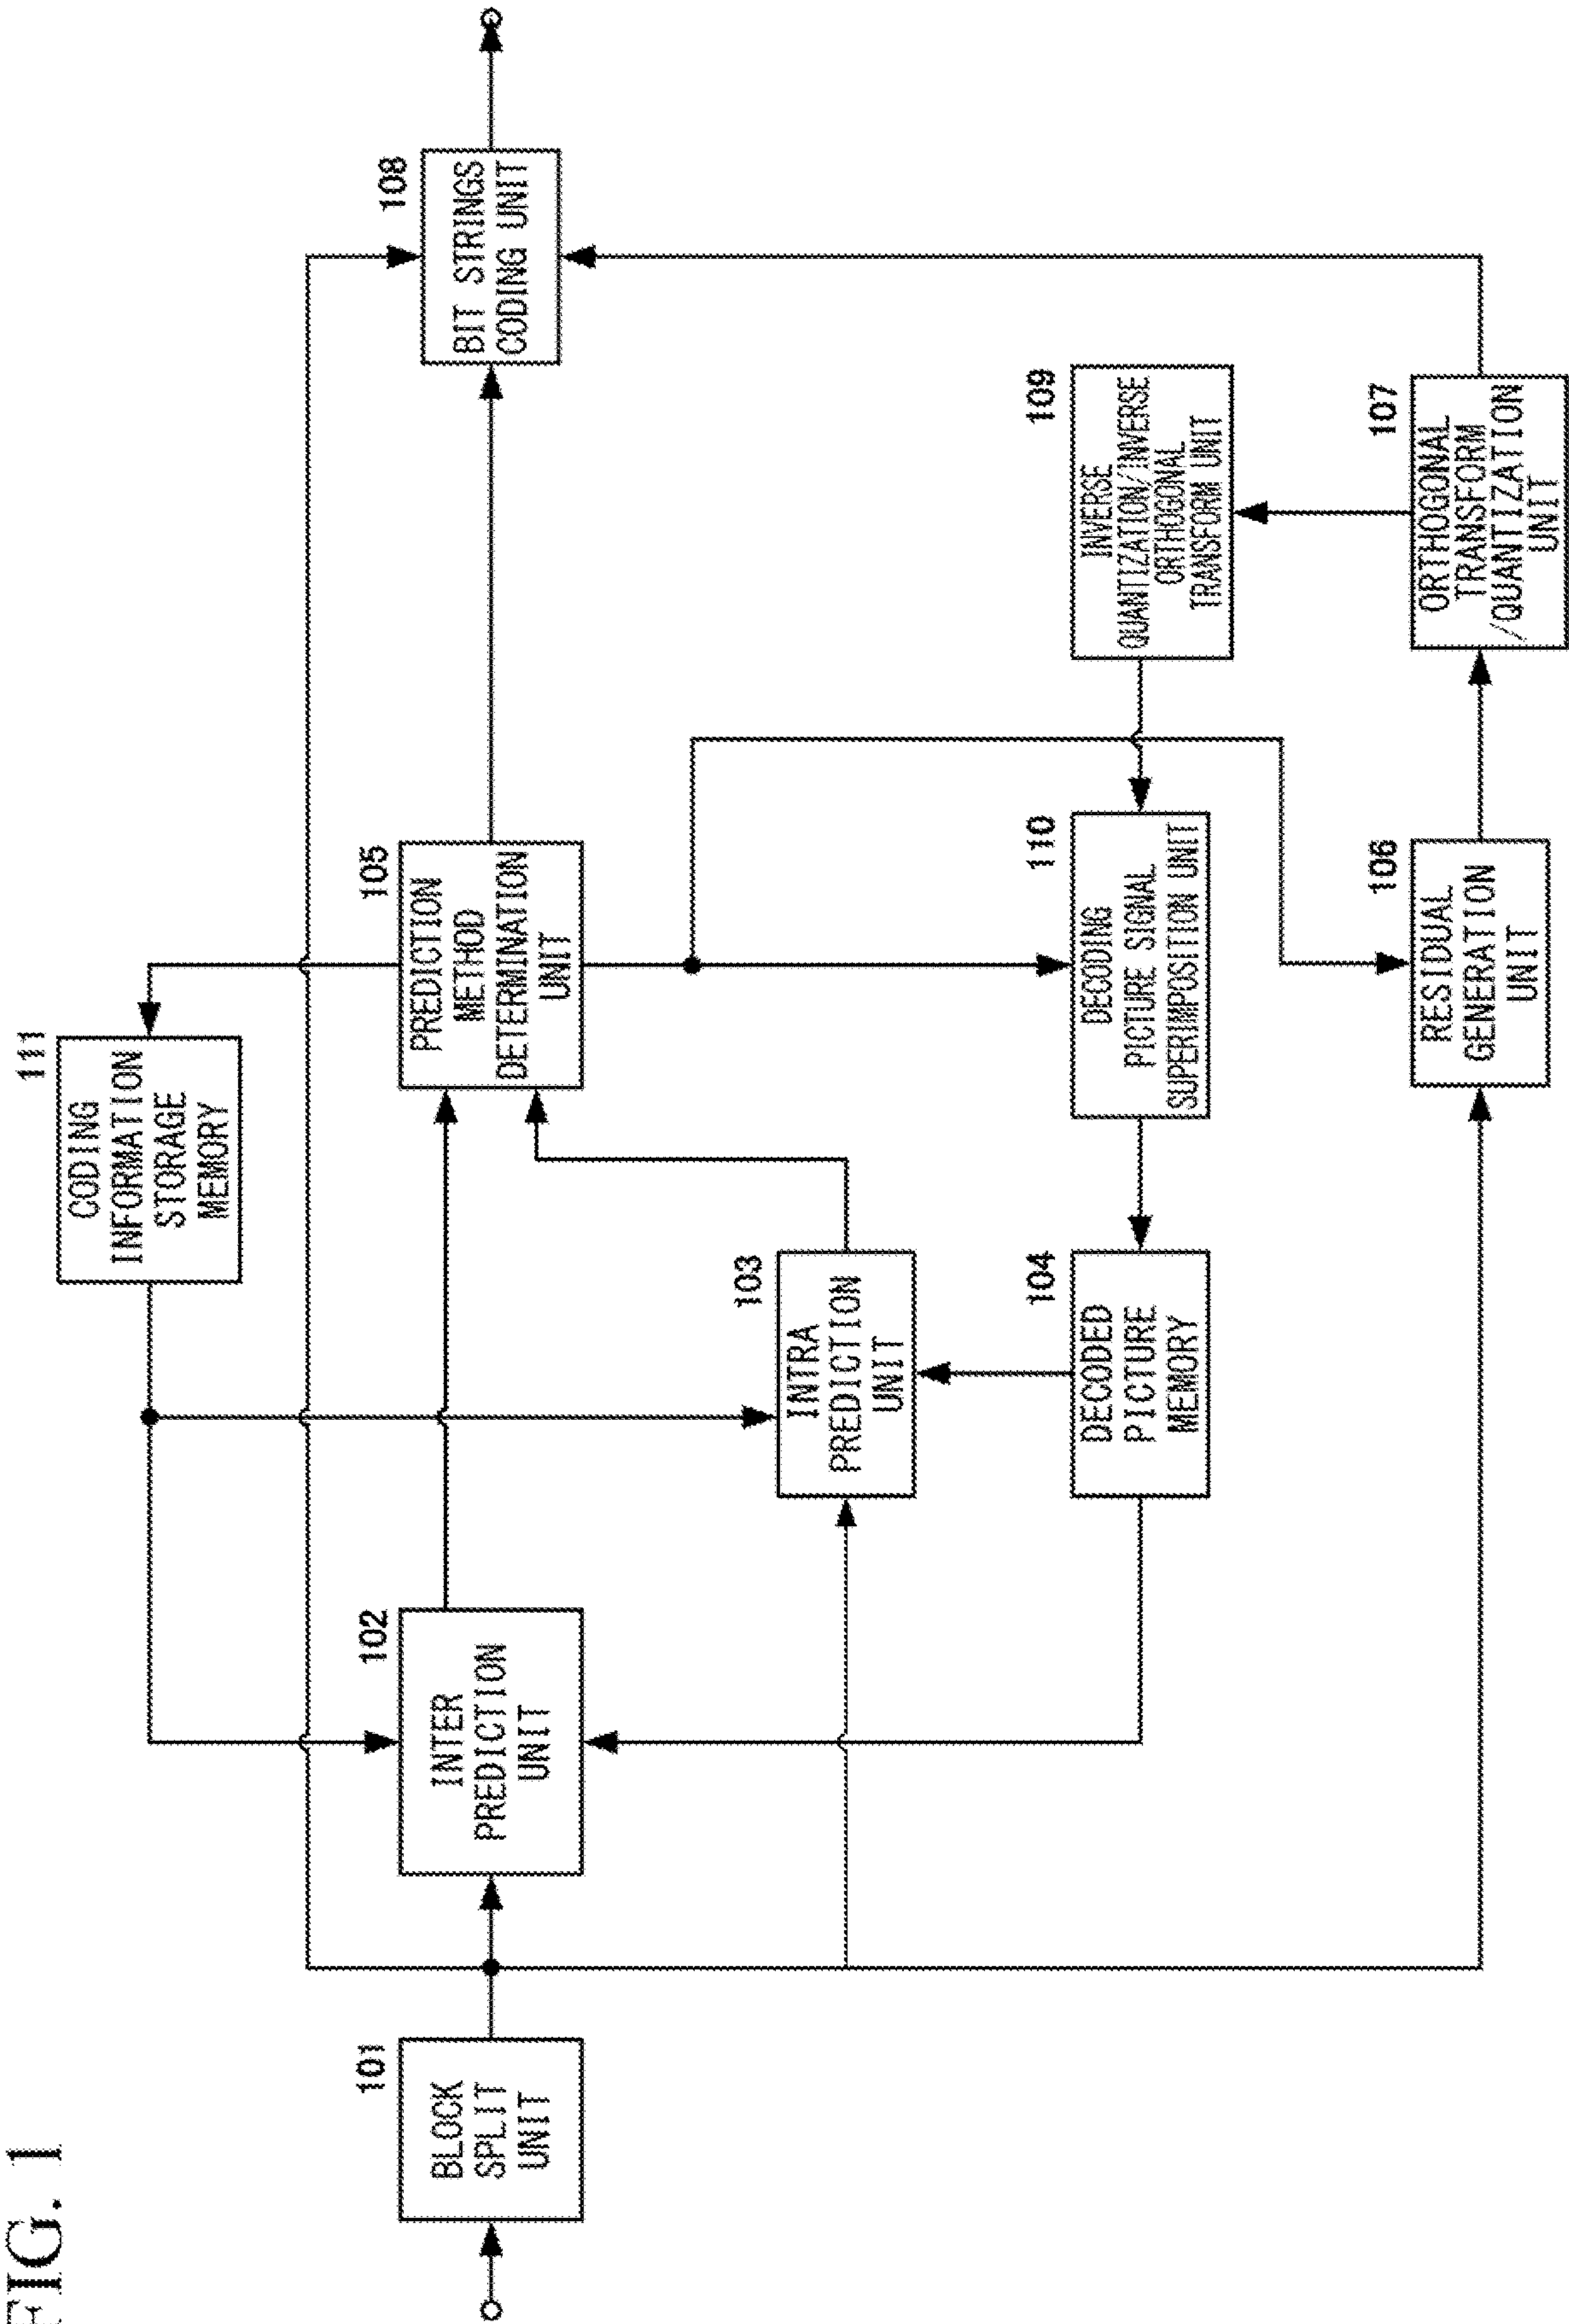 FIG. 1
111
CODING
INFORMATION
STORAGE
MEMORY
101
BLOCK
SPLIT
UNIT
102
INTER
PREDICTION
UNIT
105
PREDICTION
METHOD
DETERMINATION
UNIT
108
BIT STRINGS
CODING UNIT
103
INTRA
PREDICTION
UNIT
104
DECODED
PICTURE
MEMORY
110
DECODING
PICTURE SIGNAL
SUPERIMPOSITION UNIT
109
INVERSE
QUANTIZATION/INVERSE
ORTHOGONAL
TRANSFORM UNIT
106
RESIDUAL
GENERATION
UNIT
107
ORTHOGONAL
TRANSFORM
/QUANTIZATION
UNIT